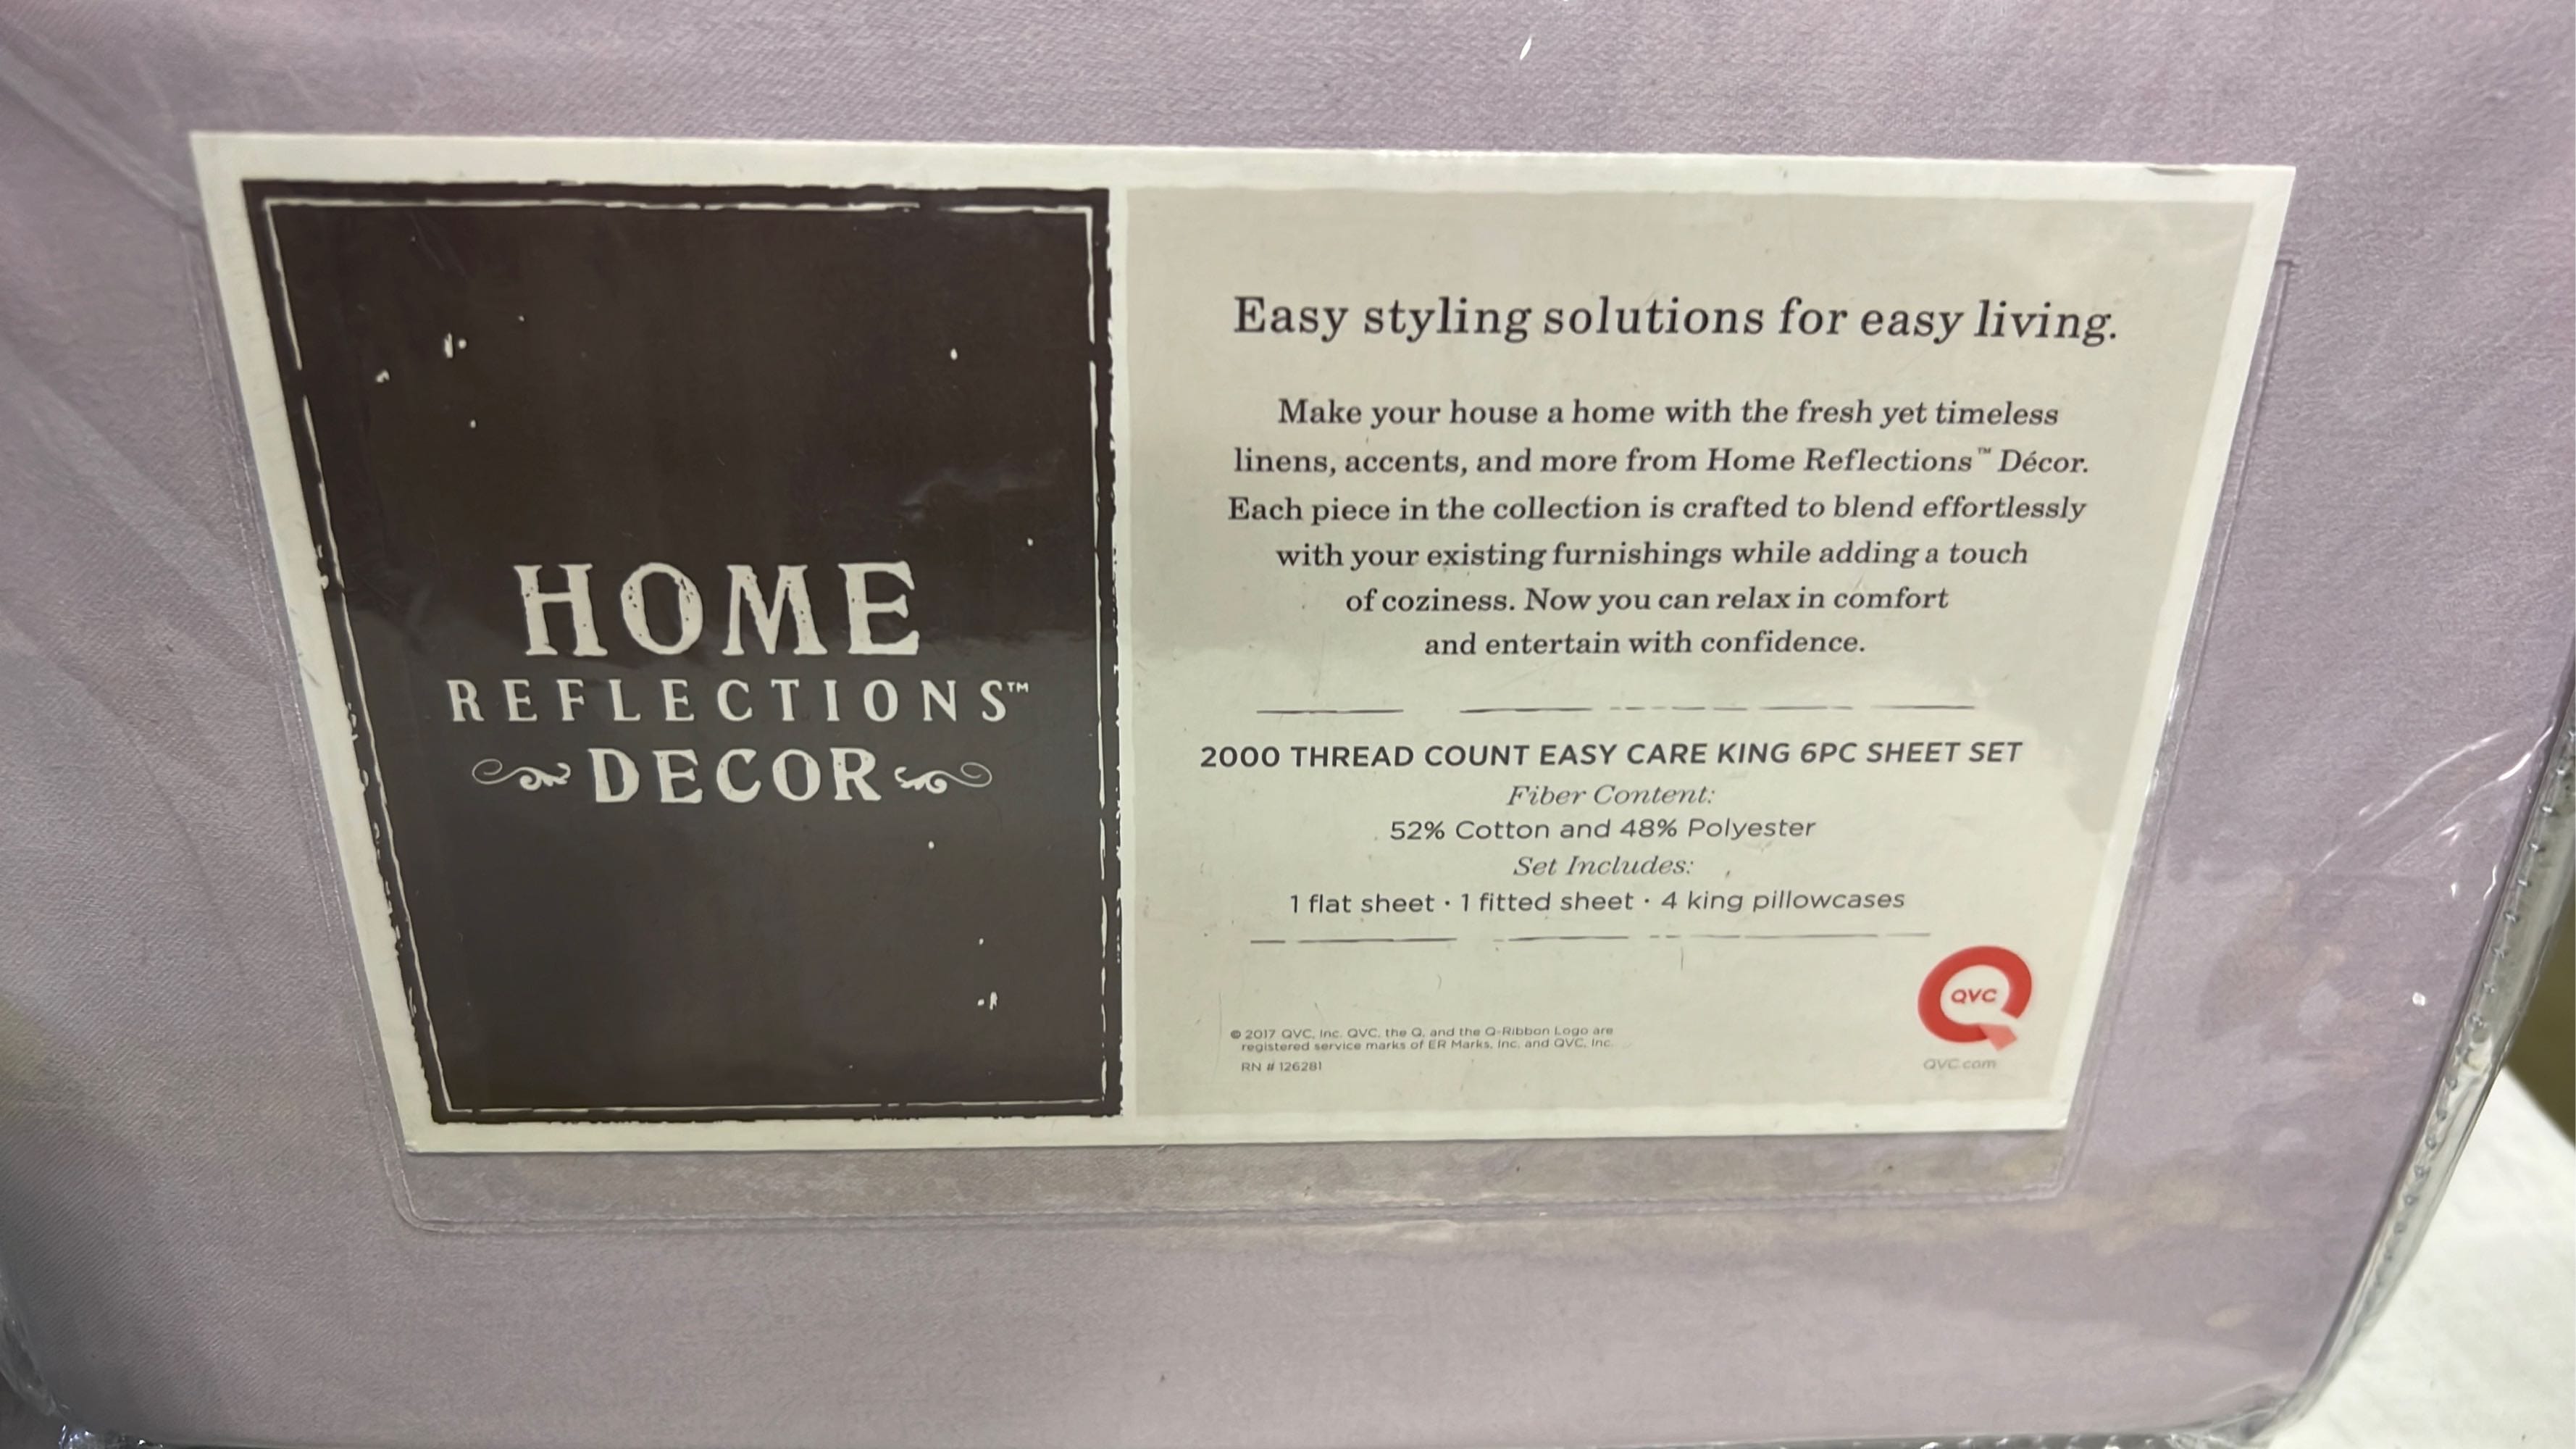 HOME
REFLECTIONS™
DECOR
Easy styling solutions for easy living.
Make your house a home with the fresh yet timeless
linens, accents, and more from Home Reflections™ Décor.
Each piece in the collection is crafted to blend effortlessly
with your existing furnishings while adding a touch
of coziness. Now you can relax in comfort
and entertain with confidence.
2000 THREAD COUNT EASY CARE KING 6PC SHEET SET
Fiber Content:
52% Cotton and 48% Polyester
Set Includes:
1 flat sheet · 1 fitted sheet · 4 king pillowcases
© 2017 QVC, Inc. QVC, the Q, and the Q-Ribbon Logo are
registered service marks of ER Marks, Inc. and QVC, Inc.
RN # 126281
QVC
QVC.com